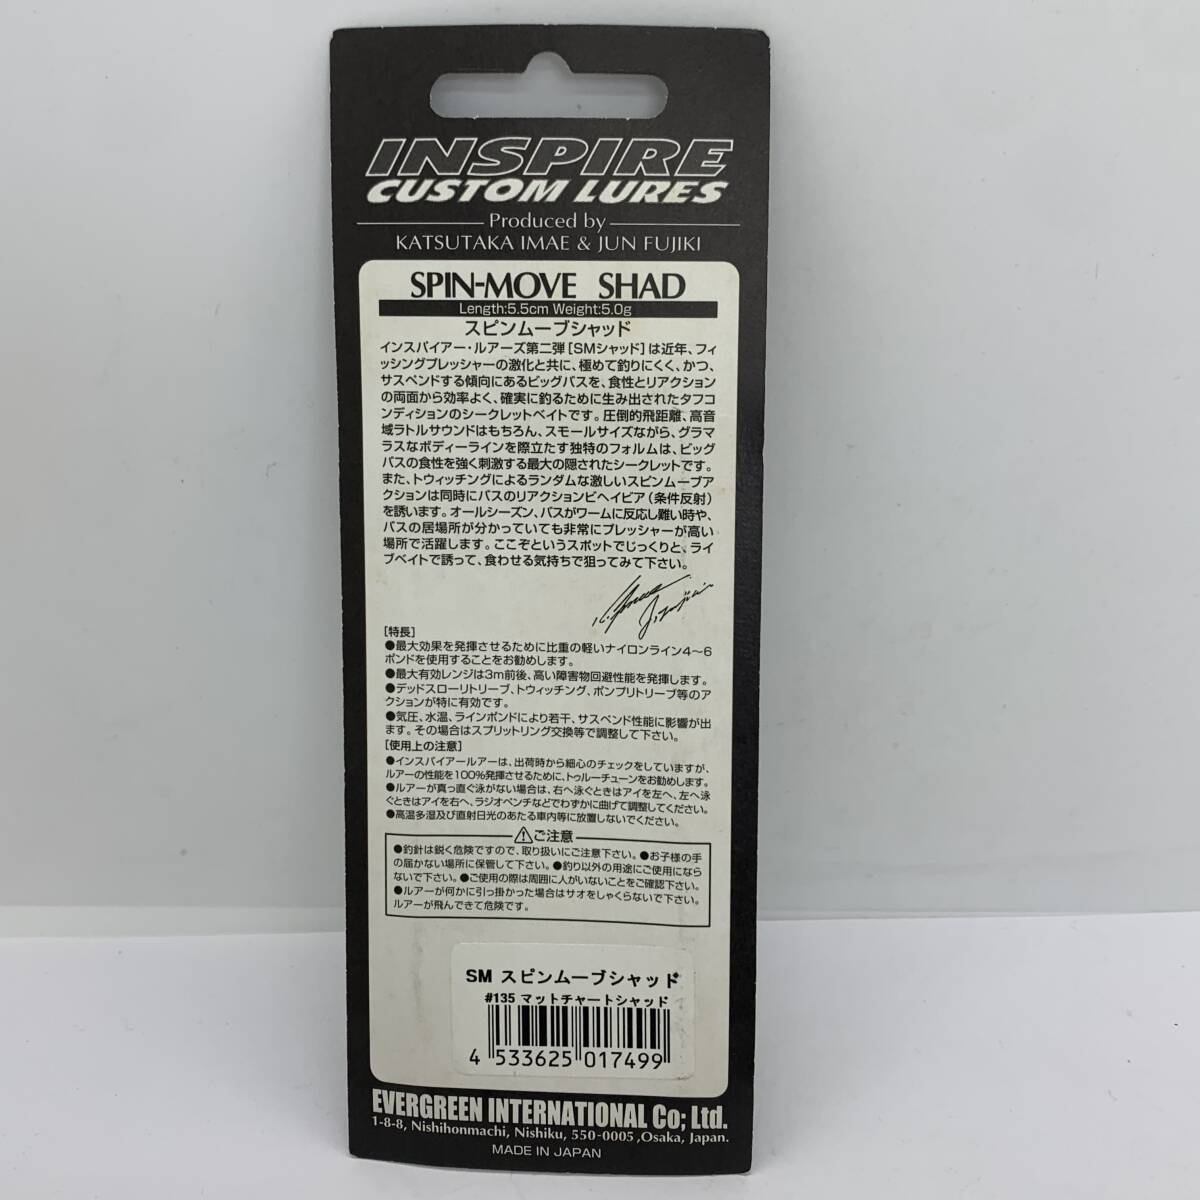 INSPIRE
CUSTOM LURES
Produced by
KATSUTAKA IMAE & JUN FUJIKI
SPIN-MOVE SHAD
Length:5.5cm Weight:5.0g
スピンムーブシャッド
インスパイアー・ルアーズ第二弾[SMシャッド]は近年、フィ
ッシングプレッシャーの激化と共に、極めて釣りにくく、かつ、
サスペンドする傾向にあるビッグバスを、食性とリアクション
の両面から効率よく、確実に釣るために生み出されたタフコ
ンディションのシークレットベイトです。圧倒的飛距離、高音
域ラトルサウンドはもちろん、スモールサイズながら、グラマ
ラスなボディーラインを際立たす独特のフォルムは、ビッグ
バスの食性を強く刺激する最大の隠されたシークレットです。
また、トウィッチングによるランダムな激しいスピンムーブア
クションは同時にバスのリアクションビヘイビア(条件反射)
を誘います。オールシーズン、バスがワームに反応し難い時や、
バスの居場所が分かっていても非常にプレッシャーが高い
場所で活躍します。ここぞというスポットでじっくりと、ライ
ブベイトで誘って、食わせる気持ちで狙ってみて下さい。
[特長]
●最大効果を発揮させるために比重の軽いナイロンライン4〜6
ポンドを使用することをお勧めします。
●最大有効レンジは3m前後、高い障害物回避性能を発揮します。
●デッドスローリトリーブ、トウィッチング、ポンプリトリーブ等のア
クションが特に有効です。
●気圧、水温、ラインポンドにより若干、サスペンド性能に影響が出
ます。その場合はスプリットリング交換等で調整して下さい。
[使用上の注意]
●インスパイアールアーは、出荷時から細心のチェックをしていますが、
ルアーの性能を100%発揮させるために、トゥルーチューンをお勧めします。
●ルアーが真っ直ぐ泳がない場合は、右へ泳ぐときはアイを左へ、左へ泳
ぐときはアイを右へ、ラジオペンチなどでわずかに曲げて調整してください。
●高温多湿及び直射日光のあたる車内等に放置しないでください。
⚠ご注意
●釣針は鋭く危険ですので、取り扱いにご注意下さい。●お子様の手
の届かない場所に保管して下さい。●釣り以外の用途にご使用になら
ないで下さい。●ご使用の際は周囲に人がいないことをご確認下さい。
●ルアーが何かに引っ掛かった場合はサオをしゃくらないで下さい。
ルアーが飛んできて危険です。
SM スピンムーブシャッド
#135 マットチャートシャッド
4 533625 017499
EVERGREEN INTERNATIONAL Co; Ltd.
1-8-8, Nishihonmachi, Nishiku, 550-0005 ,Osaka, Japan.
MADE IN JAPAN